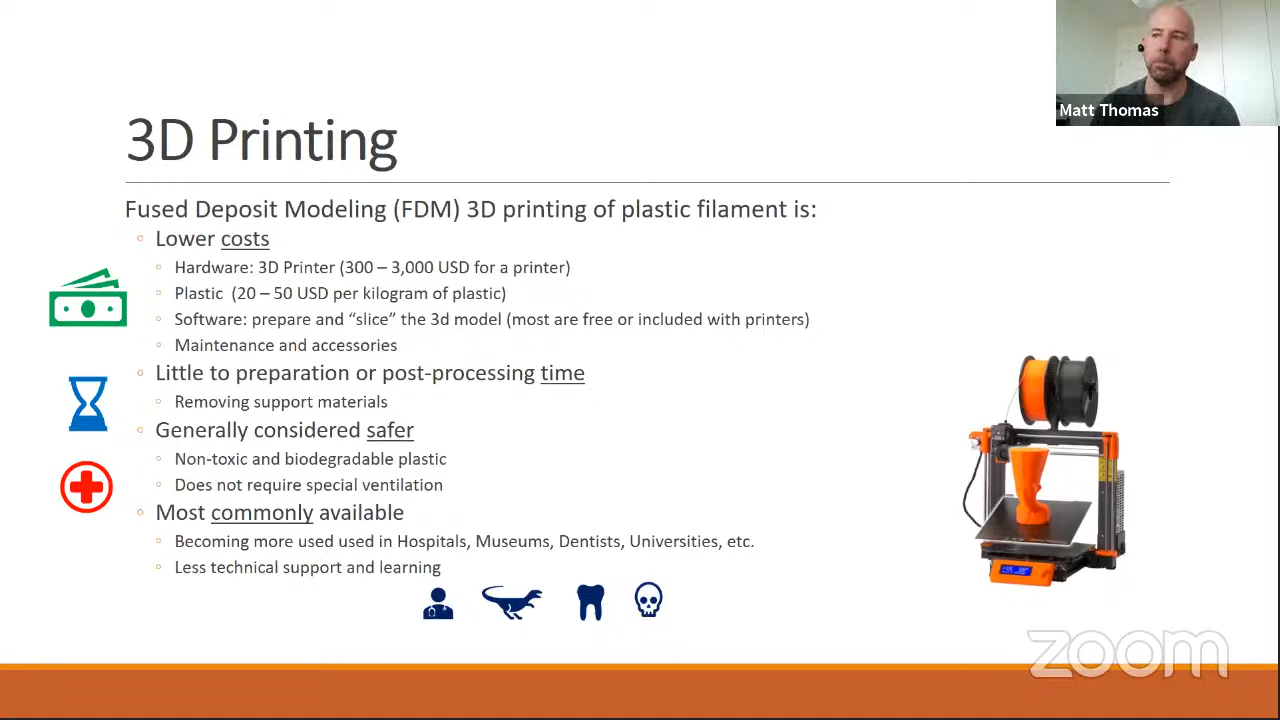 Matt Thomas
3D Printing
Fused Deposit Modeling (FDM) 3D printing of plastic filament is:
Lower costs
Hardware: 3D Printer (300 – 3,000 USD for a printer)
Plastic (20 – 50 USD per kilogram of plastic)
Software: prepare and “slice” the 3d model (most are free or included with printers)
Maintenance and accessories
Little to preparation or post-processing time
Removing support materials
Generally considered safer
Non-toxic and biodegradable plastic
Does not require special ventilation
Most commonly available
Becoming more used used in Hospitals, Museums, Dentists, Universities, etc.
Less technical support and learning
zoom